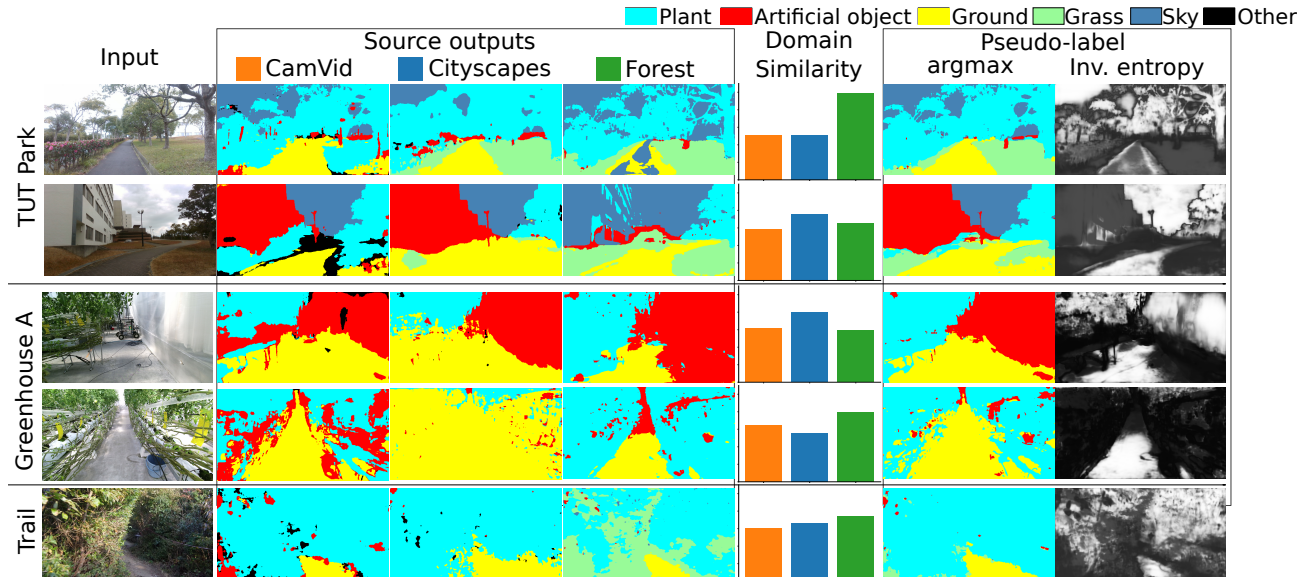 Plant Artificial object Ground Grass Sky Other
Input Source outputs Domain Similarity Pseudo-label
CamVid Cityscapes Forest argmax Inv. entropy
TUT Park
Greenhouse A
Trail